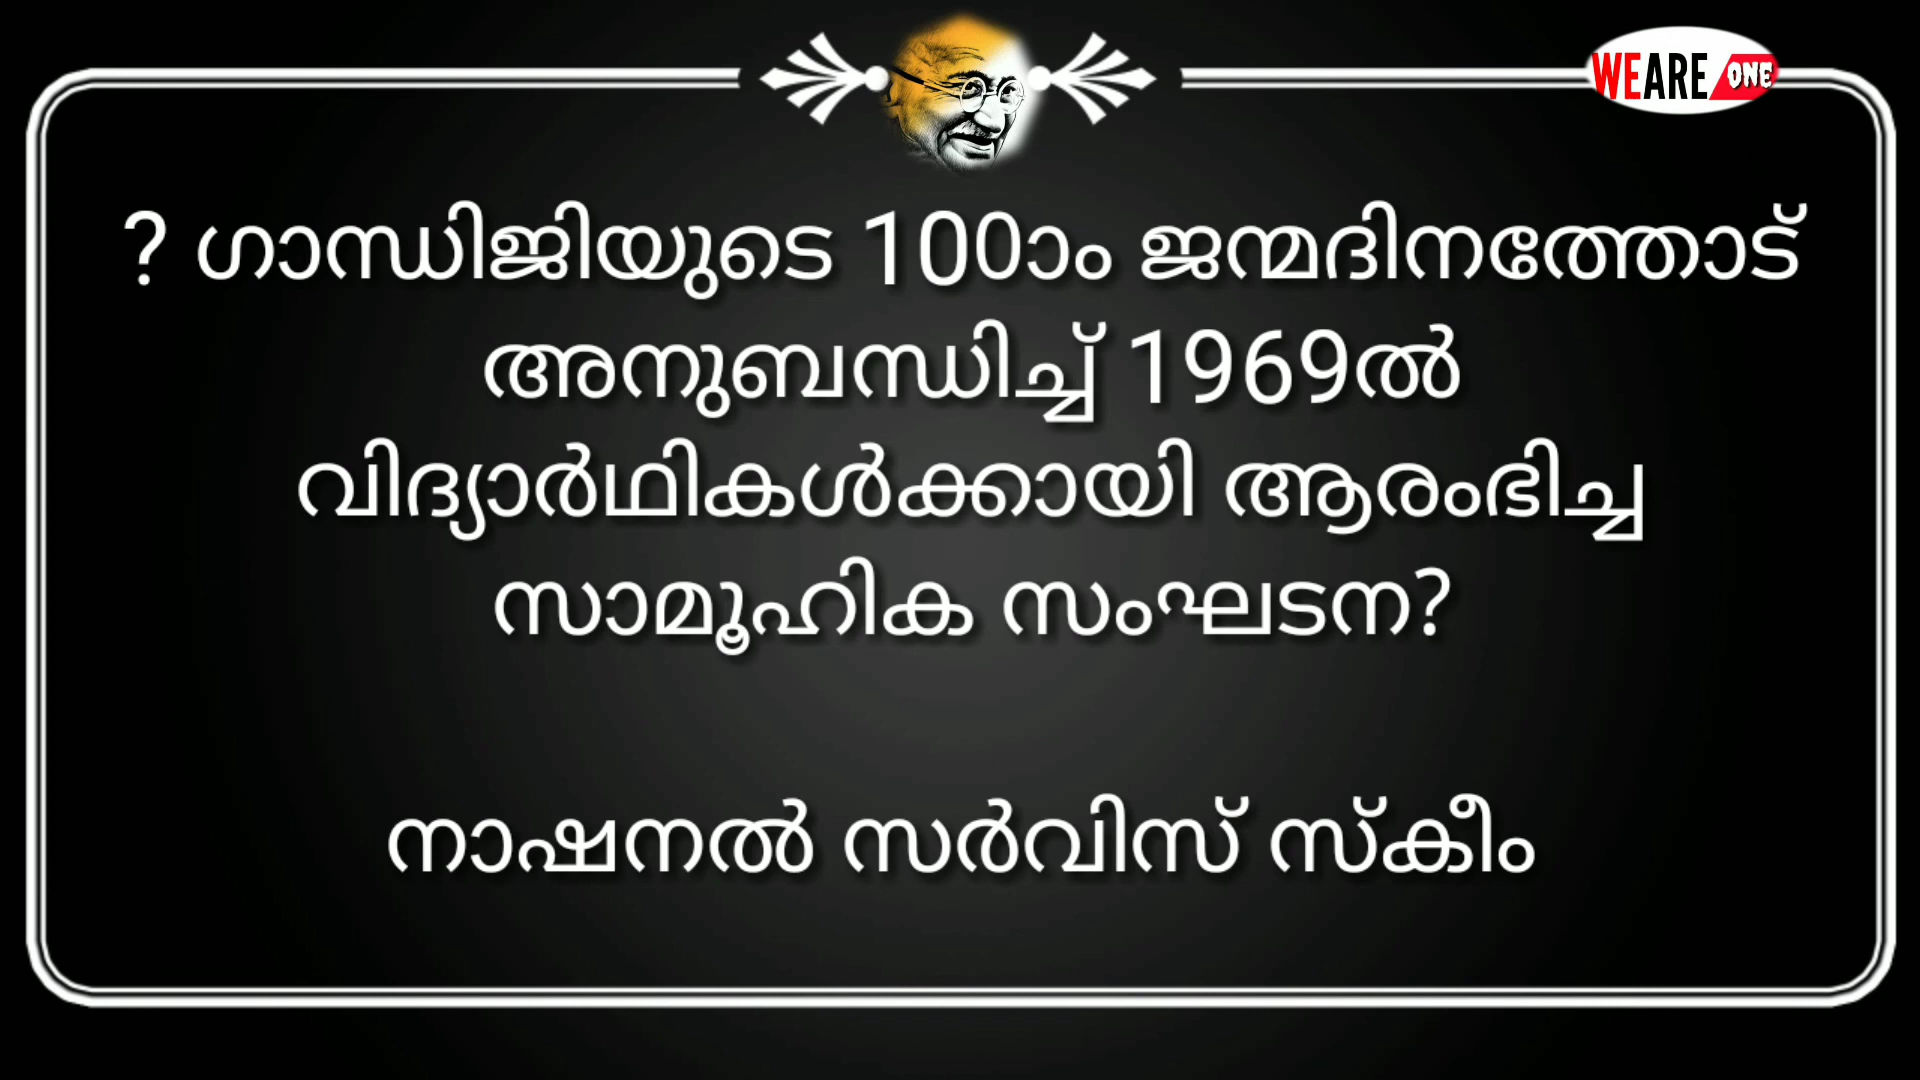 WEARE ONE
? ഗാന്ധിജിയുടെ 100ാം ജന്മദിനത്തോട്
അനുബന്ധിച്ച് 1969ൽ
വിദ്യാർഥികൾക്കായി ആരംഭിച്ച
സാമൂഹിക സംഘടന?
നാഷനൽ സർവിസ് സ്കീം